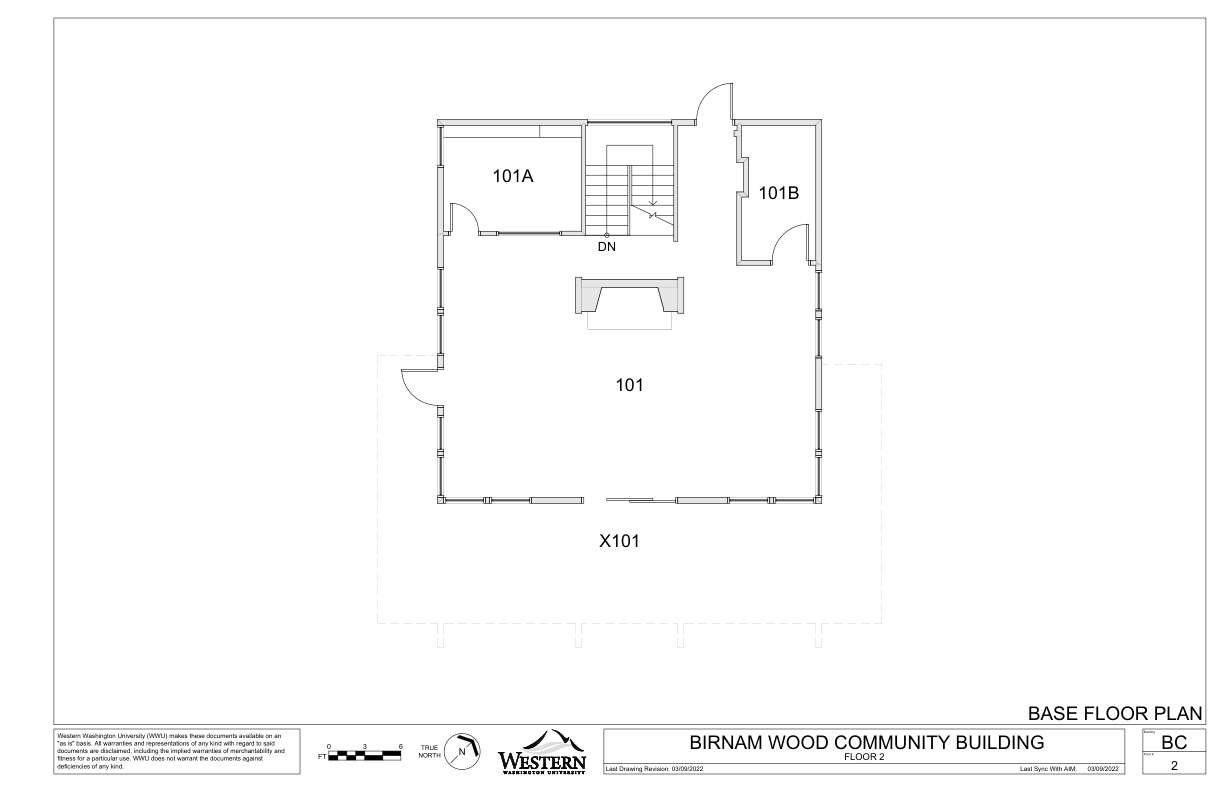 101A
101B
DN
101
X101
BASE FLOOR PLAN
Western Washington University (WWU) makes these documents available on an
"as is" basis. All warranties and representations of any kind with regard to said
documents are disclaimed, including the implied warranties of merchantability and
fitness for a particular use. WWU does not warrant the documents against
deficiencies of any kind.
0 3 6
FT
TRUE
NORTH
N
WESTERN
WASHINGTON UNIVERSITY
BIRNAM WOOD COMMUNITY BUILDING
FLOOR 2
Last Drawing Revision: 03/09/2022
Last Sync With AIM: 03/09/2022
Building
BC
Floor
2